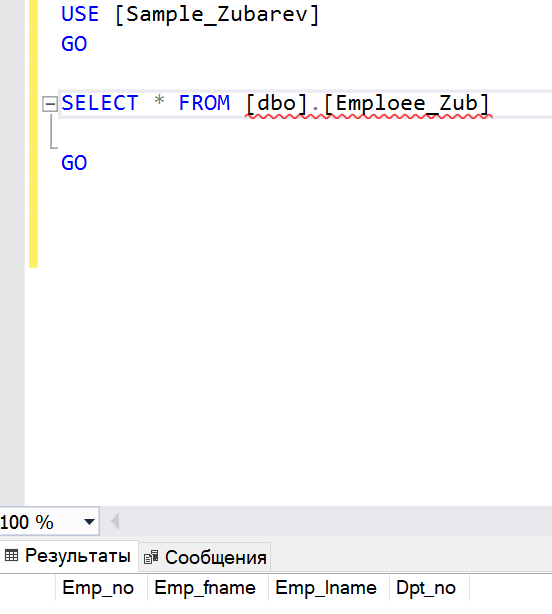 USE [Sample_Zubarev]
GO
SELECT * FROM [dbo].[Emploee_Zub]
GO
100 %
Результаты Сообщения
Emp_no Emp_fname Emp_lname Dpt_no